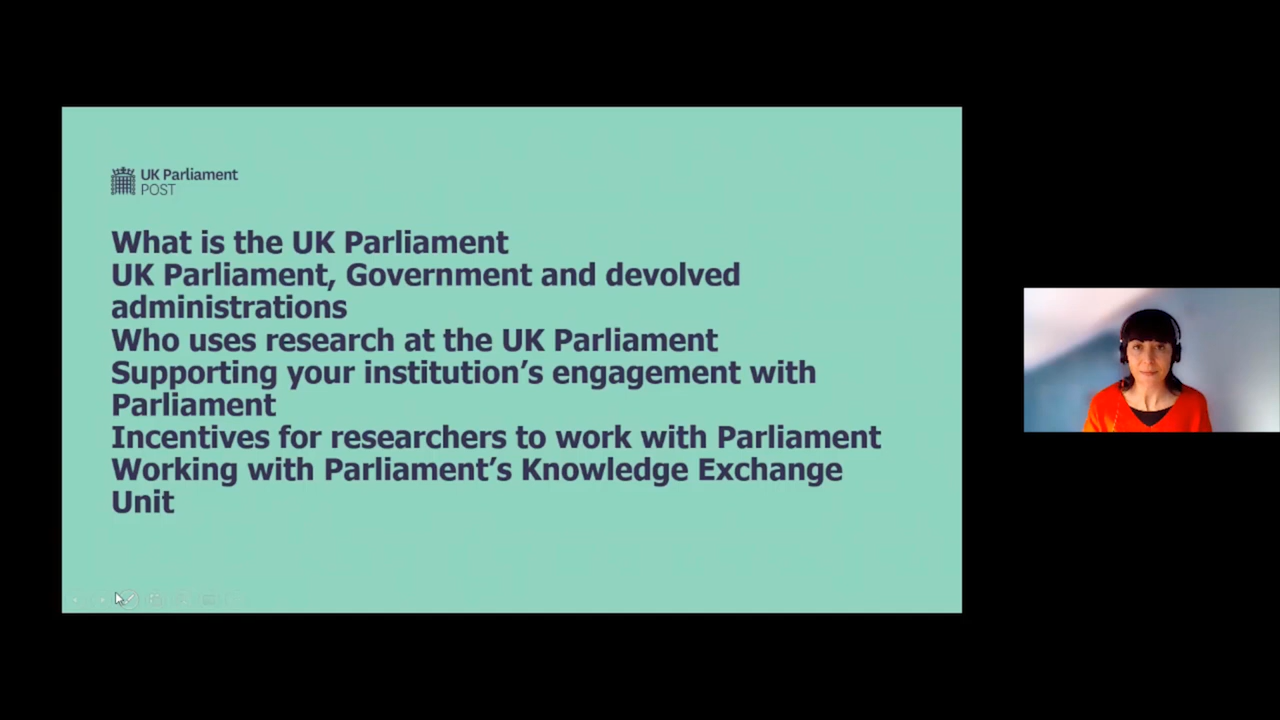 UK Parliament
POST
What is the UK Parliament
UK Parliament, Government and devolved
administrations
Who uses research at the UK Parliament
Supporting your institution’s engagement with
Parliament
Incentives for researchers to work with Parliament
Working with Parliament’s Knowledge Exchange
Unit